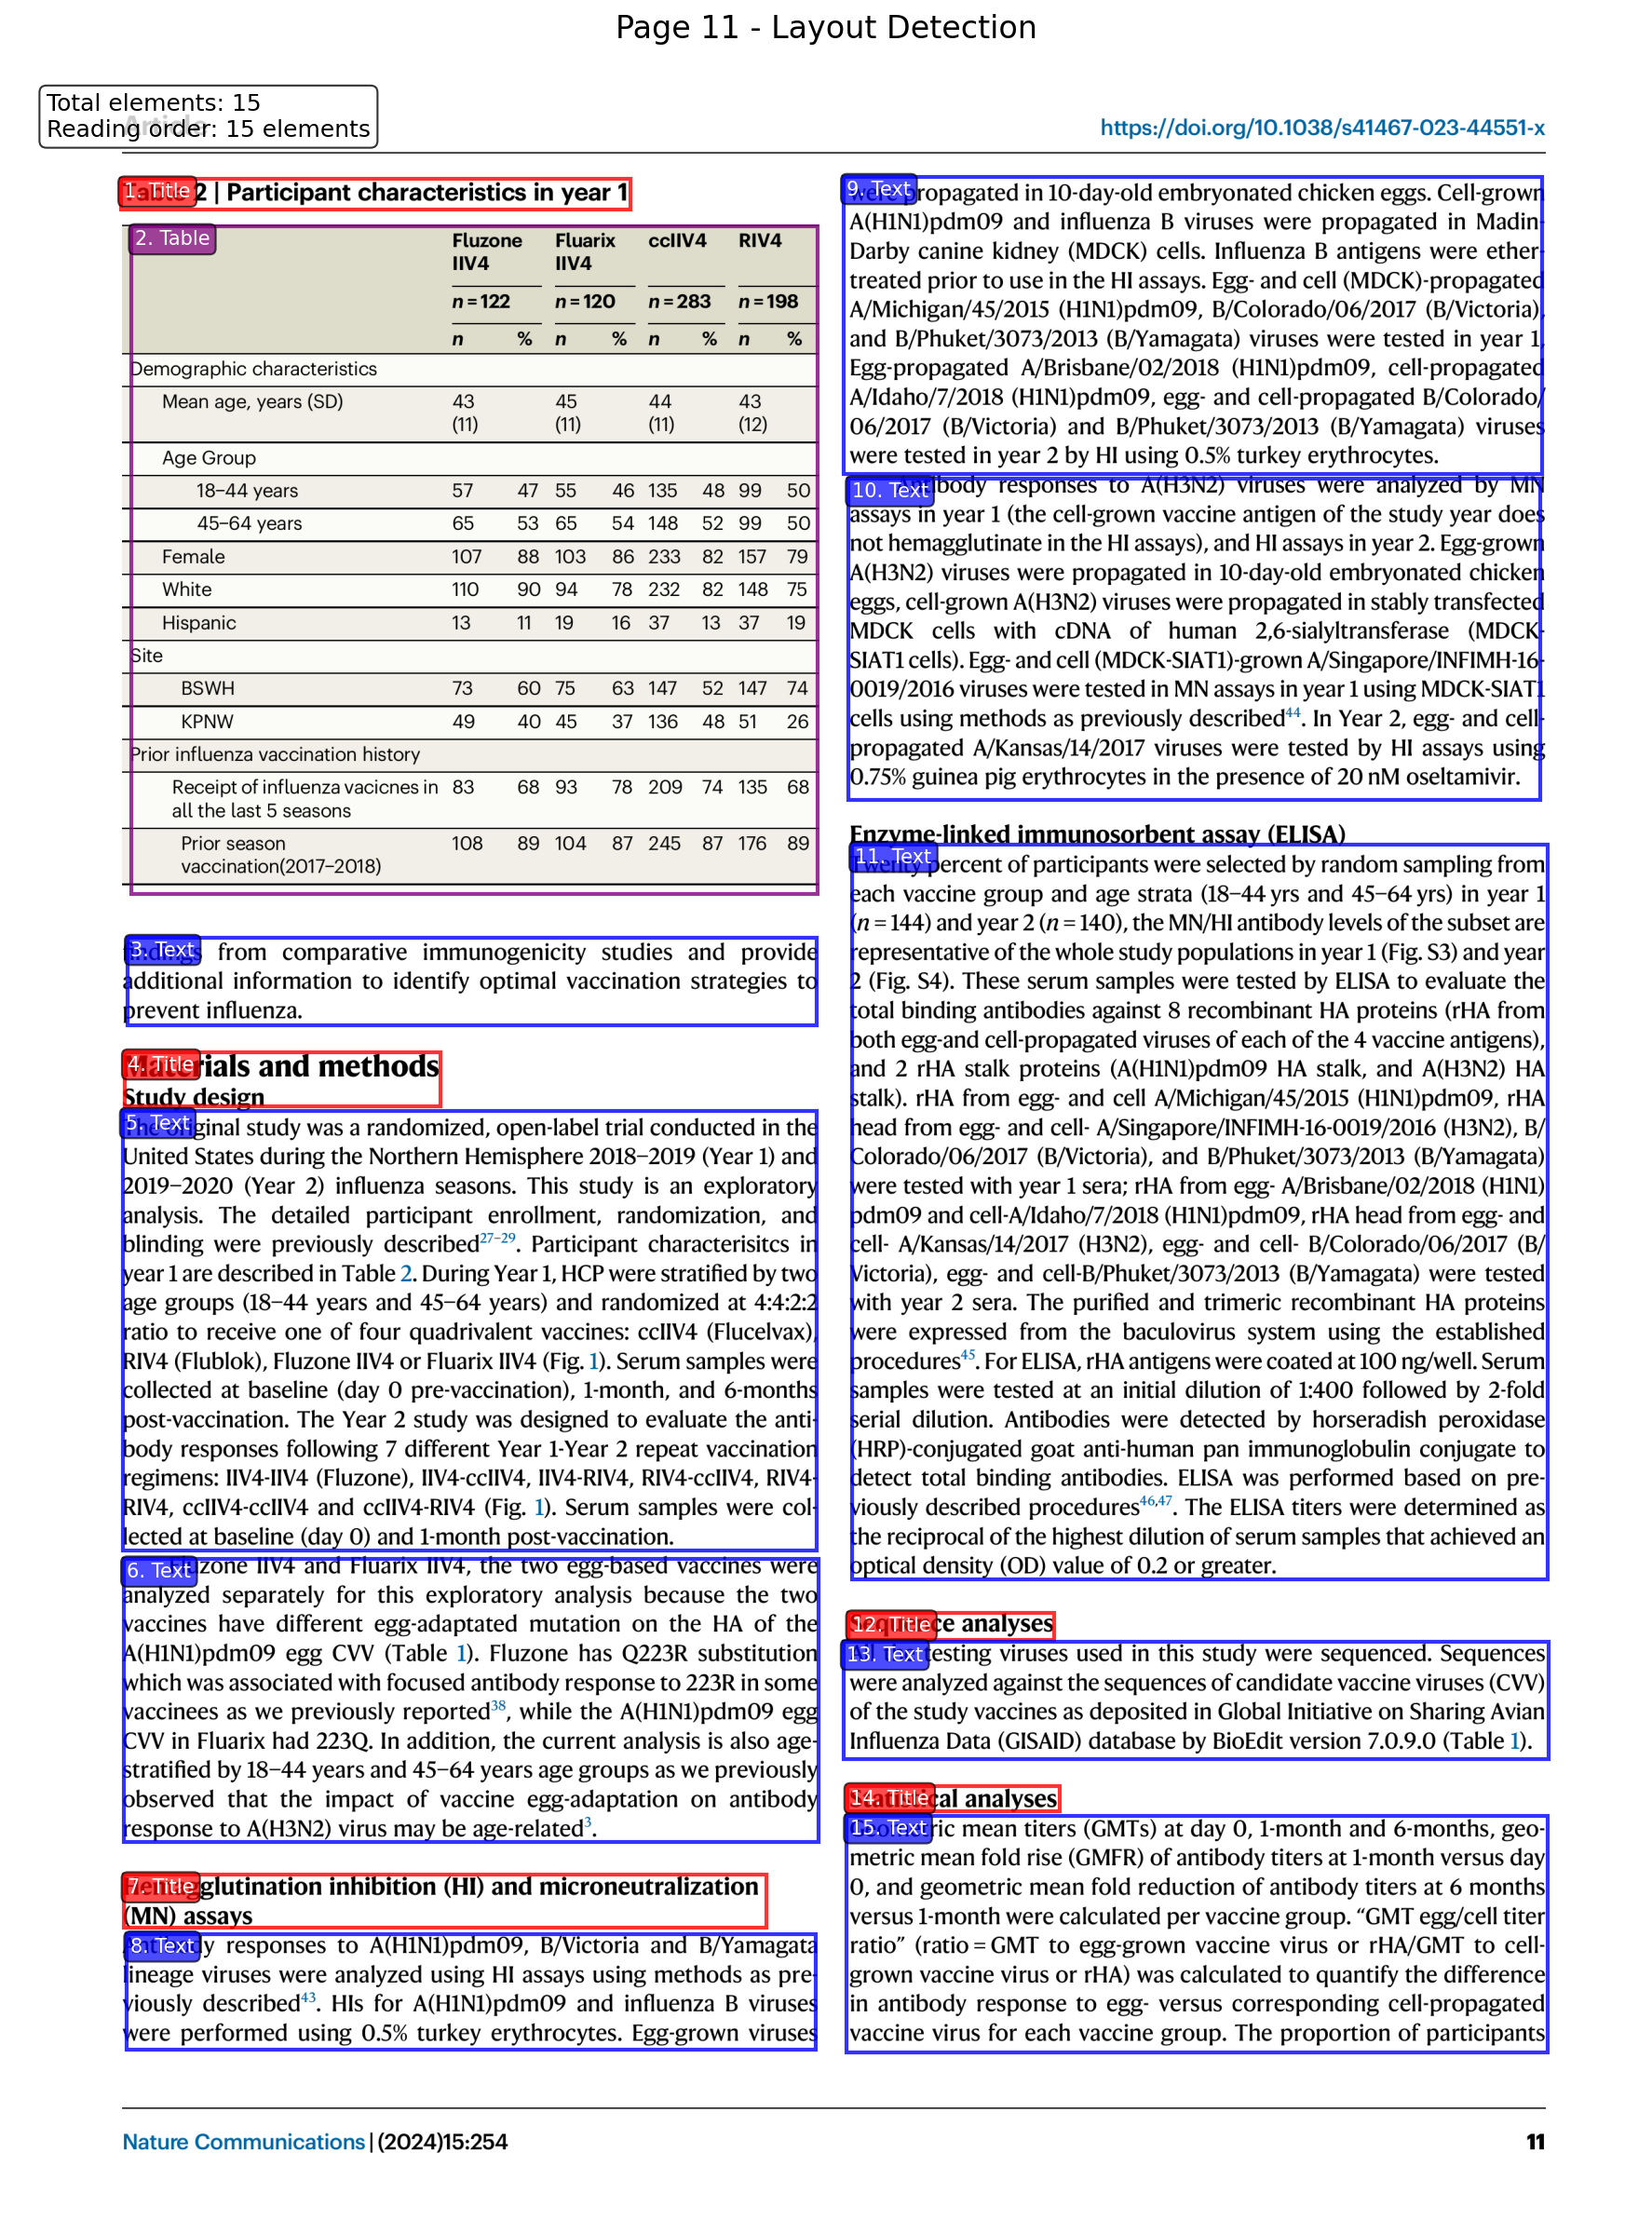 Page 11 - Layout Detection
Total elements: 15
Reading order: 15 elements
Article
https://doi.org/10.1038/s41467-023-44551-x
1. Title
2 | Participant characteristics in year 1
2. Table
Fluzone IIV4 Fluarix IIV4 ccIIV4 RIV4
n = 122 n = 120 n = 283 n = 198
n % n % n % n %
Demographic characteristics
Mean age, years (SD) 43 (11) 45 (11) 44 (11) 43 (12)
Age Group
18–44 years 57 47 55 46 135 48 99 50
45–64 years 65 53 65 54 148 52 99 50
Female 107 88 103 86 233 82 157 79
White 110 90 94 78 232 82 148 75
Hispanic 13 11 19 16 37 13 37 19
Site
BSWH 73 60 75 63 147 52 147 74
KPNW 49 40 45 37 136 48 51 26
Prior influenza vaccination history
Receipt of influenza vacicnes in 83 68 93 78 209 74 135 68
all the last 5 seasons
Prior season 108 89 104 87 245 87 176 89
vaccination(2017–2018)
3. Text
findings from comparative immunogenicity studies and provide
additional information to identify optimal vaccination strategies to
prevent influenza.
4. Title
Materials and methods
Study design
5. Text
The original study was a randomized, open-label trial conducted in the
United States during the Northern Hemisphere 2018–2019 (Year 1) and
2019–2020 (Year 2) influenza seasons. This study is an exploratory
analysis. The detailed participant enrollment, randomization, and
blinding were previously described27–29. Participant characterisitcs in
year 1 are described in Table 2. During Year 1, HCP were stratified by two
age groups (18–44 years and 45–64 years) and randomized at 4:4:2:2
ratio to receive one of four quadrivalent vaccines: ccIIV4 (Flucelvax),
RIV4 (Flublok), Fluzone IIV4 or Fluarix IIV4 (Fig. 1). Serum samples were
collected at baseline (day 0 pre-vaccination), 1-month, and 6-months
post-vaccination. The Year 2 study was designed to evaluate the anti-
body responses following 7 different Year 1-Year 2 repeat vaccination
regimens: IIV4-IIV4 (Fluzone), IIV4-ccIIV4, IIV4-RIV4, RIV4-ccIIV4, RIV4-
RIV4, ccIIV4-ccIIV4 and ccIIV4-RIV4 (Fig. 1). Serum samples were col-
lected at baseline (day 0) and 1-month post-vaccination.
6. Text
Fluzone IIV4 and Fluarix IIV4, the two egg-based vaccines were
analyzed separately for this exploratory analysis because the two
vaccines have different egg-adaptated mutation on the HA of the
A(H1N1)pdm09 egg CVV (Table 1). Fluzone has Q223R substitution
which was associated with focused antibody response to 223R in some
vaccinees as we previously reported38, while the A(H1N1)pdm09 egg
CVV in Fluarix had 223Q. In addition, the current analysis is also age-
stratified by 18–44 years and 45–64 years age groups as we previously
observed that the impact of vaccine egg-adaptation on antibody
response to A(H3N2) virus may be age-related3.
7. Title
Hemagglutination inhibition (HI) and microneutralization
(MN) assays
8. Text
Antibody responses to A(H1N1)pdm09, B/Victoria and B/Yamagata
lineage viruses were analyzed using HI assays using methods as pre-
viously described43. HIs for A(H1N1)pdm09 and influenza B viruses
were performed using 0.5% turkey erythrocytes. Egg-grown viruses
9. Text
were propagated in 10-day-old embryonated chicken eggs. Cell-grown
A(H1N1)pdm09 and influenza B viruses were propagated in Madin-
Darby canine kidney (MDCK) cells. Influenza B antigens were ether-
treated prior to use in the HI assays. Egg- and cell (MDCK)-propagated
A/Michigan/45/2015 (H1N1)pdm09, B/Colorado/06/2017 (B/Victoria),
and B/Phuket/3073/2013 (B/Yamagata) viruses were tested in year 1.
Egg-propagated A/Brisbane/02/2018 (H1N1)pdm09, cell-propagated
A/Idaho/7/2018 (H1N1)pdm09, egg- and cell-propagated B/Colorado/
06/2017 (B/Victoria) and B/Phuket/3073/2013 (B/Yamagata) viruses
were tested in year 2 by HI using 0.5% turkey erythrocytes.
10. Text
Antibody responses to A(H3N2) viruses were analyzed by MN
assays in year 1 (the cell-grown vaccine antigen of the study year does
not hemagglutinate in the HI assays), and HI assays in year 2. Egg-grown
A(H3N2) viruses were propagated in 10-day-old embryonated chicken
eggs, cell-grown A(H3N2) viruses were propagated in stably transfected
MDCK cells with cDNA of human 2,6-sialyltransferase (MDCK-
SIAT1 cells). Egg- and cell (MDCK-SIAT1)-grown A/Singapore/INFIMH-16-
0019/2016 viruses were tested in MN assays in year 1 using MDCK-SIAT1
cells using methods as previously described44. In Year 2, egg- and cell-
propagated A/Kansas/14/2017 viruses were tested by HI assays using
0.75% guinea pig erythrocytes in the presence of 20 nM oseltamivir.
Enzyme-linked immunosorbent assay (ELISA)
11. Text
Twenty percent of participants were selected by random sampling from
each vaccine group and age strata (18–44 yrs and 45–64 yrs) in year 1
(n = 144) and year 2 (n = 140), the MN/HI antibody levels of the subset are
representative of the whole study populations in year 1 (Fig. S3) and year
2 (Fig. S4). These serum samples were tested by ELISA to evaluate the
total binding antibodies against 8 recombinant HA proteins (rHA from
both egg-and cell-propagated viruses of each of the 4 vaccine antigens),
and 2 rHA stalk proteins (A(H1N1)pdm09 HA stalk, and A(H3N2) HA
stalk). rHA from egg- and cell A/Michigan/45/2015 (H1N1)pdm09, rHA
head from egg- and cell- A/Singapore/INFIMH-16-0019/2016 (H3N2), B/
Colorado/06/2017 (B/Victoria), and B/Phuket/3073/2013 (B/Yamagata)
were tested with year 1 sera; rHA from egg- A/Brisbane/02/2018 (H1N1)
pdm09 and cell-A/Idaho/7/2018 (H1N1)pdm09, rHA head from egg- and
cell- A/Kansas/14/2017 (H3N2), egg- and cell- B/Colorado/06/2017 (B/
Victoria), egg- and cell-B/Phuket/3073/2013 (B/Yamagata) were tested
with year 2 sera. The purified and trimeric recombinant HA proteins
were expressed from the baculovirus system using the established
procedures45. For ELISA, rHA antigens were coated at 100 ng/well. Serum
samples were tested at an initial dilution of 1:400 followed by 2-fold
serial dilution. Antibodies were detected by horseradish peroxidase
(HRP)-conjugated goat anti-human pan immunoglobulin conjugate to
detect total binding antibodies. ELISA was performed based on pre-
viously described procedures46,47. The ELISA titers were determined as
the reciprocal of the highest dilution of serum samples that achieved an
optical density (OD) value of 0.2 or greater.
12. Title
Sequence analyses
13. Text
testing viruses used in this study were sequenced. Sequences
were analyzed against the sequences of candidate vaccine viruses (CVV)
of the study vaccines as deposited in Global Initiative on Sharing Avian
Influenza Data (GISAID) database by BioEdit version 7.0.9.0 (Table 1).
14. Title
Statistical analyses
15. Text
Geometric mean titers (GMTs) at day 0, 1-month and 6-months, geo-
metric mean fold rise (GMFR) of antibody titers at 1-month versus day
0, and geometric mean fold reduction of antibody titers at 6 months
versus 1-month were calculated per vaccine group. “GMT egg/cell titer
ratio” (ratio = GMT to egg-grown vaccine virus or rHA/GMT to cell-
grown vaccine virus or rHA) was calculated to quantify the difference
in antibody response to egg- versus corresponding cell-propagated
vaccine virus for each vaccine group. The proportion of participants
Nature Communications | (2024)15:254
11